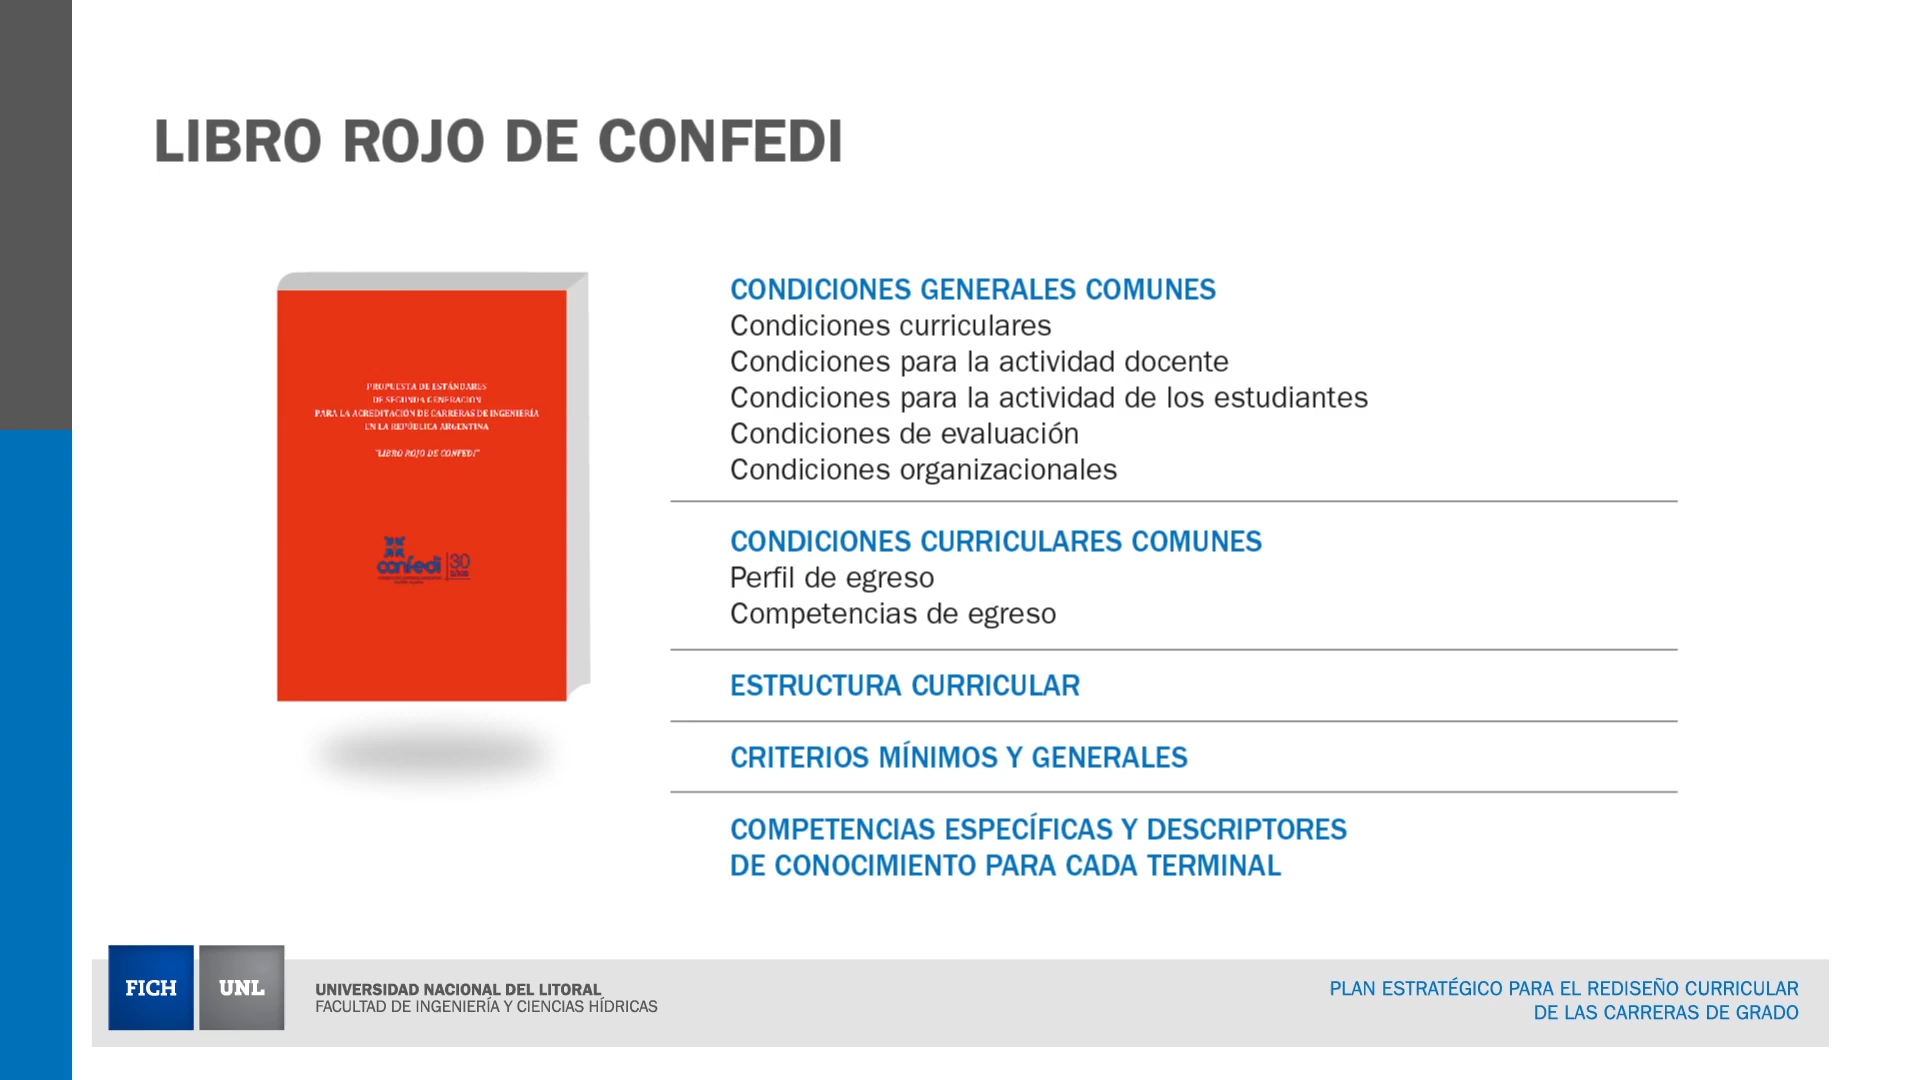 LIBRO ROJO DE CONFEDI
PROPUESTA DE ESTÁNDARES
DE SEGUNDA GENERACIÓN
PARA LA ACREDITACIÓN DE CARRERAS DE INGENIERÍA
EN LA REPÚBLICA ARGENTINA
"LIBRO ROJO DE CONFEDI"
confedi 30
CONDICIONES GENERALES COMUNES
Condiciones curriculares
Condiciones para la actividad docente
Condiciones para la actividad de los estudiantes
Condiciones de evaluación
Condiciones organizacionales
CONDICIONES CURRICULARES COMUNES
Perfil de egreso
Competencias de egreso
ESTRUCTURA CURRICULAR
CRITERIOS MÍNIMOS Y GENERALES
COMPETENCIAS ESPECÍFICAS Y DESCRIPTORES
DE CONOCIMIENTO PARA CADA TERMINAL
FICH UNL
UNIVERSIDAD NACIONAL DEL LITORAL
FACULTAD DE INGENIERÍA Y CIENCIAS HÍDRICAS
PLAN ESTRATÉGICO PARA EL REDISEÑO CURRICULAR
DE LAS CARRERAS DE GRADO